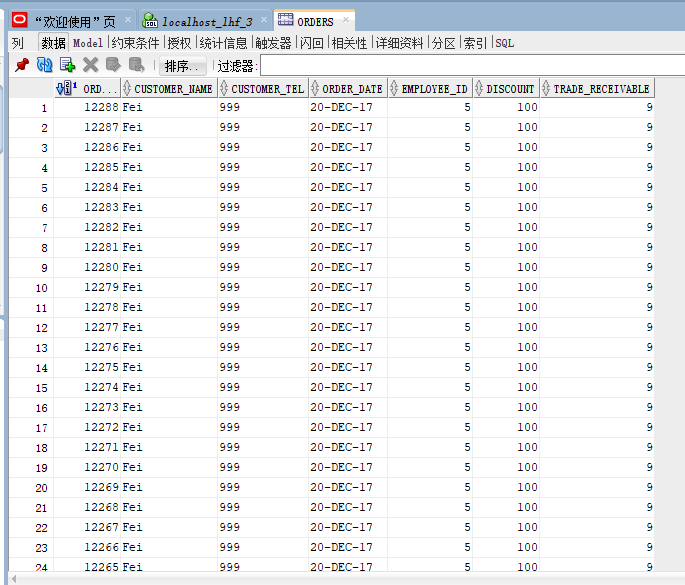 “欢迎使用”页 localhost_lhf_3 ORDERS
列 数据 Model 约束条件 授权 统计信息 触发器 闪回 相关性 详细资料 分区 索引 SQL
排序.. 过滤器:
ORD... CUSTOMER_NAME CUSTOMER_TEL ORDER_DATE EMPLOYEE_ID DISCOUNT TRADE_RECEIVABLE
1 12288 Fei 999 20-DEC-17 5 100 9
2 12287 Fei 999 20-DEC-17 5 100 9
3 12286 Fei 999 20-DEC-17 5 100 9
4 12285 Fei 999 20-DEC-17 5 100 9
5 12284 Fei 999 20-DEC-17 5 100 9
6 12283 Fei 999 20-DEC-17 5 100 9
7 12282 Fei 999 20-DEC-17 5 100 9
8 12281 Fei 999 20-DEC-17 5 100 9
9 12280 Fei 999 20-DEC-17 5 100 9
10 12279 Fei 999 20-DEC-17 5 100 9
11 12278 Fei 999 20-DEC-17 5 100 9
12 12277 Fei 999 20-DEC-17 5 100 9
13 12276 Fei 999 20-DEC-17 5 100 9
14 12275 Fei 999 20-DEC-17 5 100 9
15 12274 Fei 999 20-DEC-17 5 100 9
16 12273 Fei 999 20-DEC-17 5 100 9
17 12272 Fei 999 20-DEC-17 5 100 9
18 12271 Fei 999 20-DEC-17 5 100 9
19 12270 Fei 999 20-DEC-17 5 100 9
20 12269 Fei 999 20-DEC-17 5 100 9
21 12268 Fei 999 20-DEC-17 5 100 9
22 12267 Fei 999 20-DEC-17 5 100 9
23 12266 Fei 999 20-DEC-17 5 100 9
24 12265 Fei 999 20-DEC-17 5 100 9